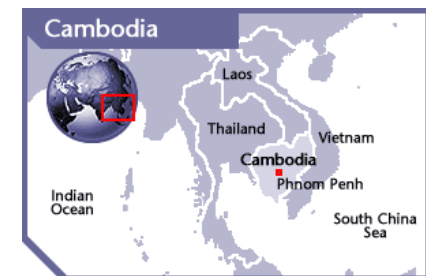 Cambodia
Laos
Thailand
Vietnam
Cambodia
Phnom Penh
Indian
Ocean
South China
Sea